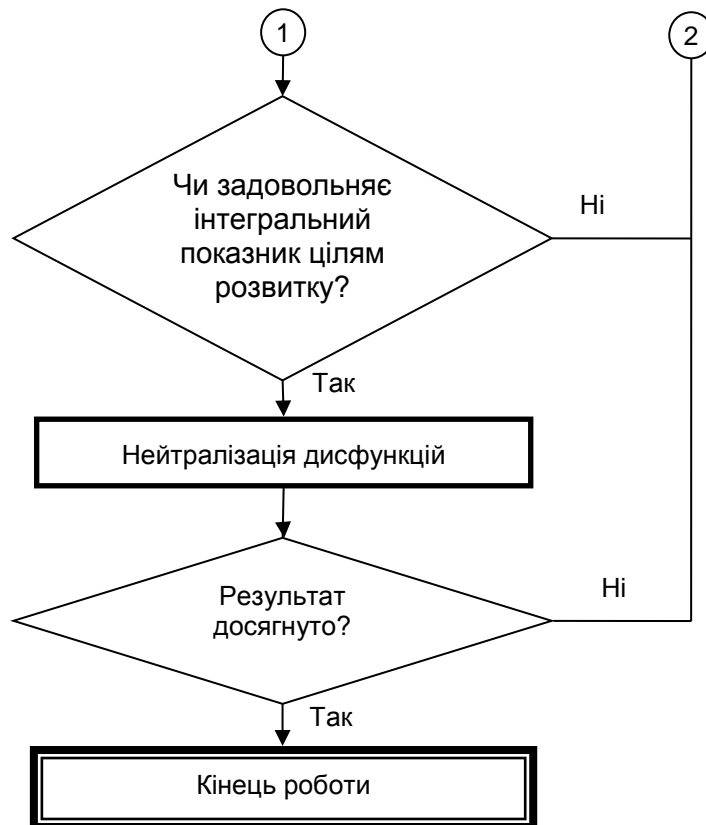 1
2
Чи задовольняє
інтегральний
показник цілям
розвитку?
Ні
Так
Нейтралізація дисфункцій
Результат
досягнуто?
Ні
Так
Кінець роботи